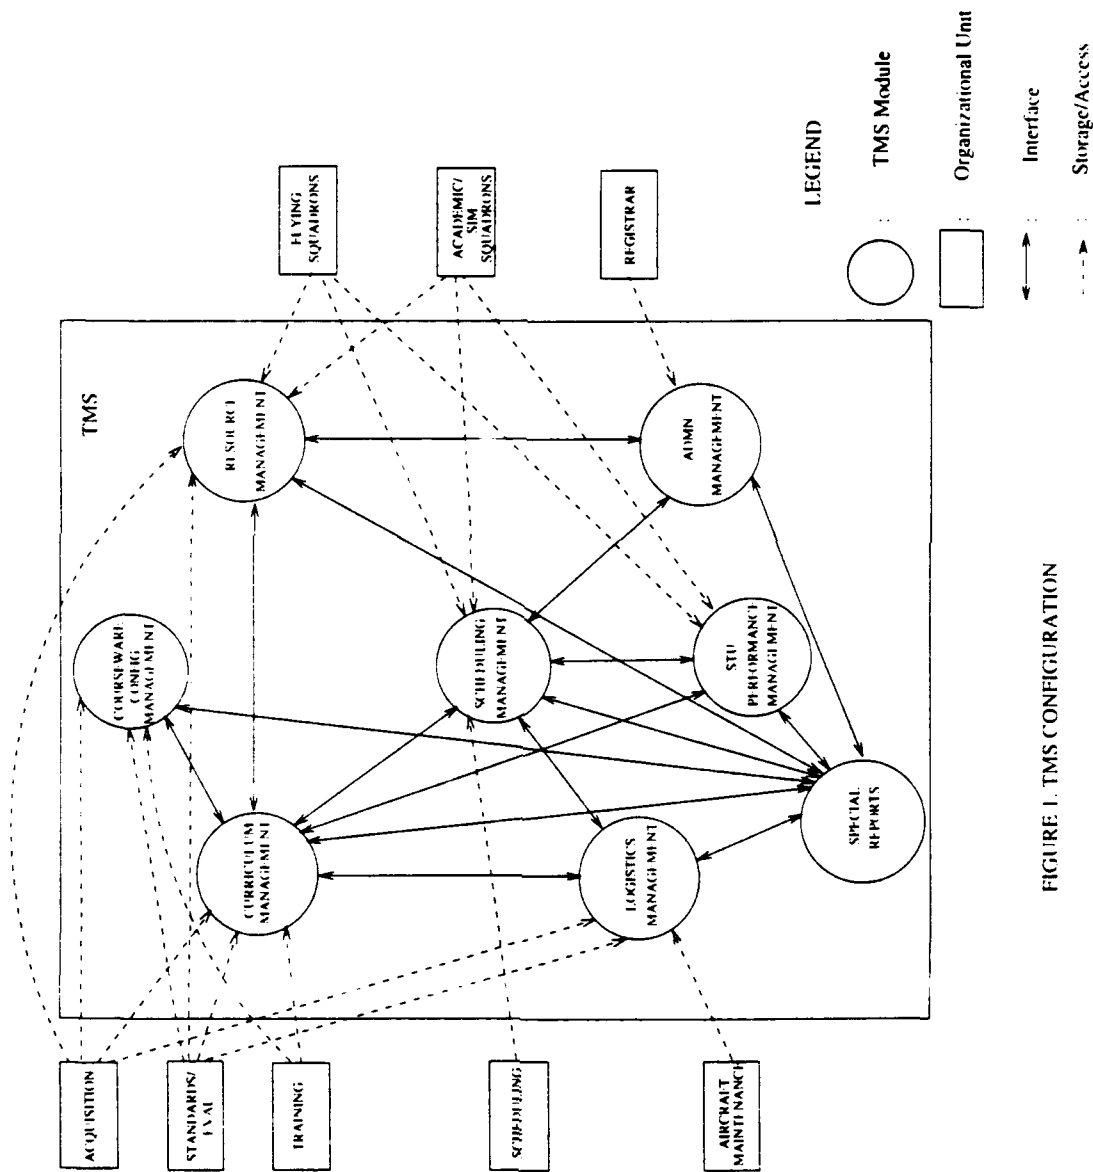 TMS
ACQUISITION
STANDARDS/
EVAL
TRAINING
SCHEDULING
AIRCRAFT
MAINTENANCE
COURSEWARE
CONFIG
MANAGEMENT
CURRICULUM
MANAGEMENT
RESOURCE
MANAGEMENT
SCHEDULING
MANAGEMENT
LOGISTICS
MANAGEMENT
STU
PERFORMANCE
MANAGEMENT
ADMN
MANAGEMENT
SPECIAL
REPORTS
FLYING
SQUADRONS
ACADEMIC/
SIM
SQUADRONS
REGISTRAR
LEGEND
: TMS Module
: Organizational Unit
: Interface
: Storage/Access
FIGURE 1. TMS CONFIGURATION